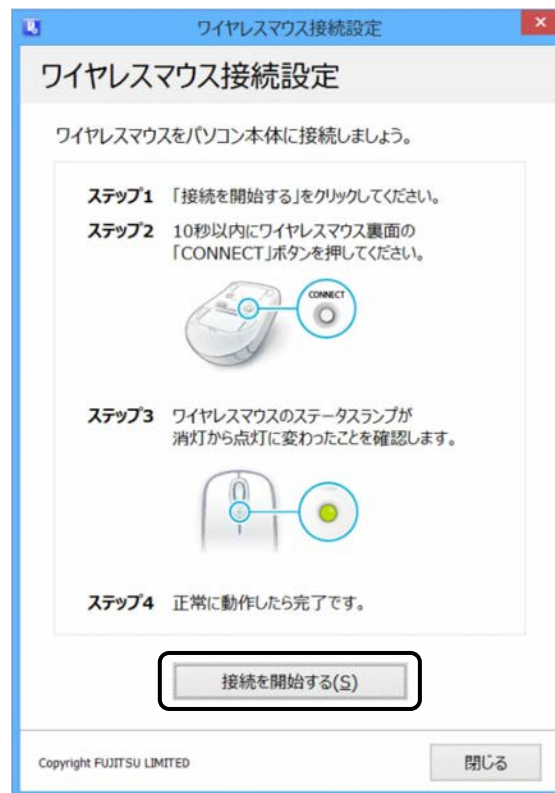 ワイヤレスマウス接続設定
ワイヤレスマウス接続設定
ワイヤレスマウスをパソコン本体に接続しましょう。
ステップ1 「接続を開始する」をクリックしてください。
ステップ2 10秒以内にワイヤレスマウス裏面の
「CONNECT」ボタンを押してください。
CONNECT
ステップ3 ワイヤレスマウスのステータスランプが
消灯から点灯に変わったことを確認します。
ステップ4 正常に動作したら完了です。
接続を開始する(S)
Copyright FUJITSU LIMITED 閉じる